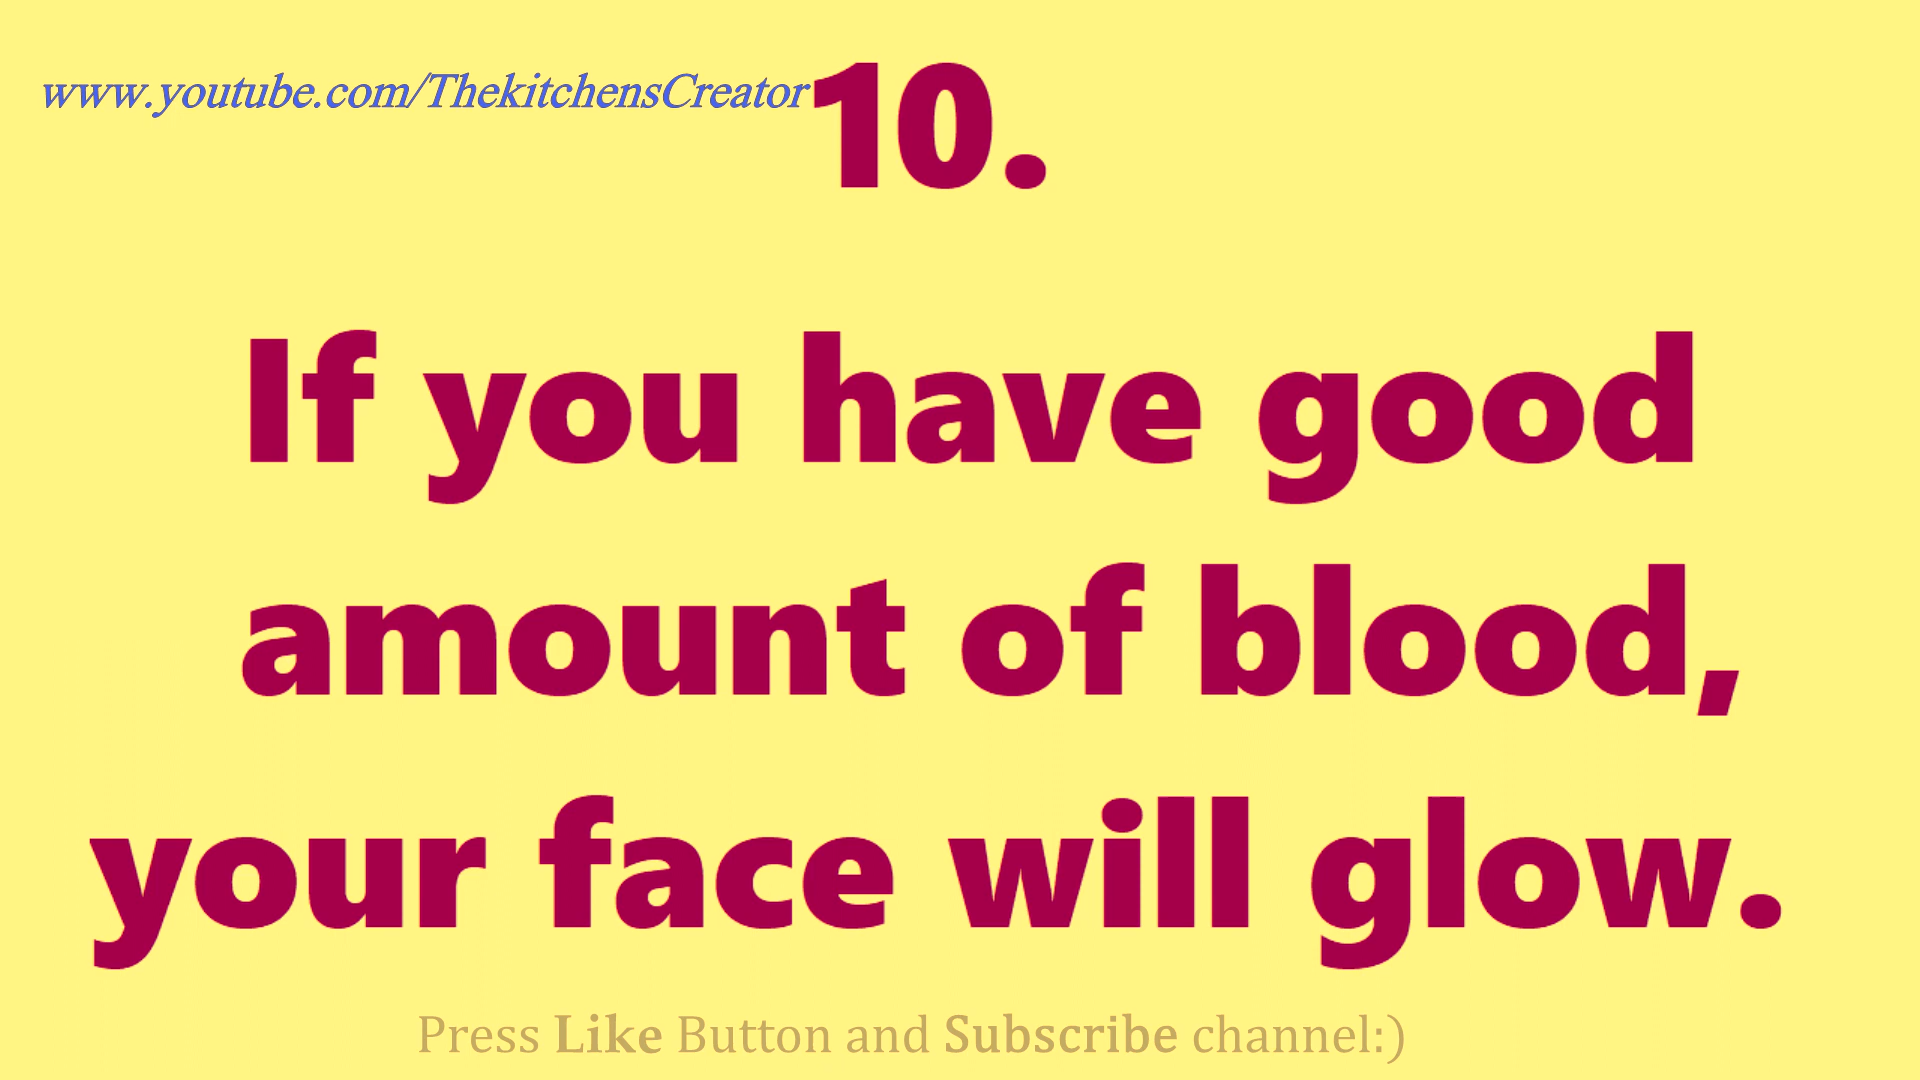 www.youtube.com/ThekitchensCreator
10.
If you have good
amount of blood,
your face will glow.
Press Like Button and Subscribe channel:)